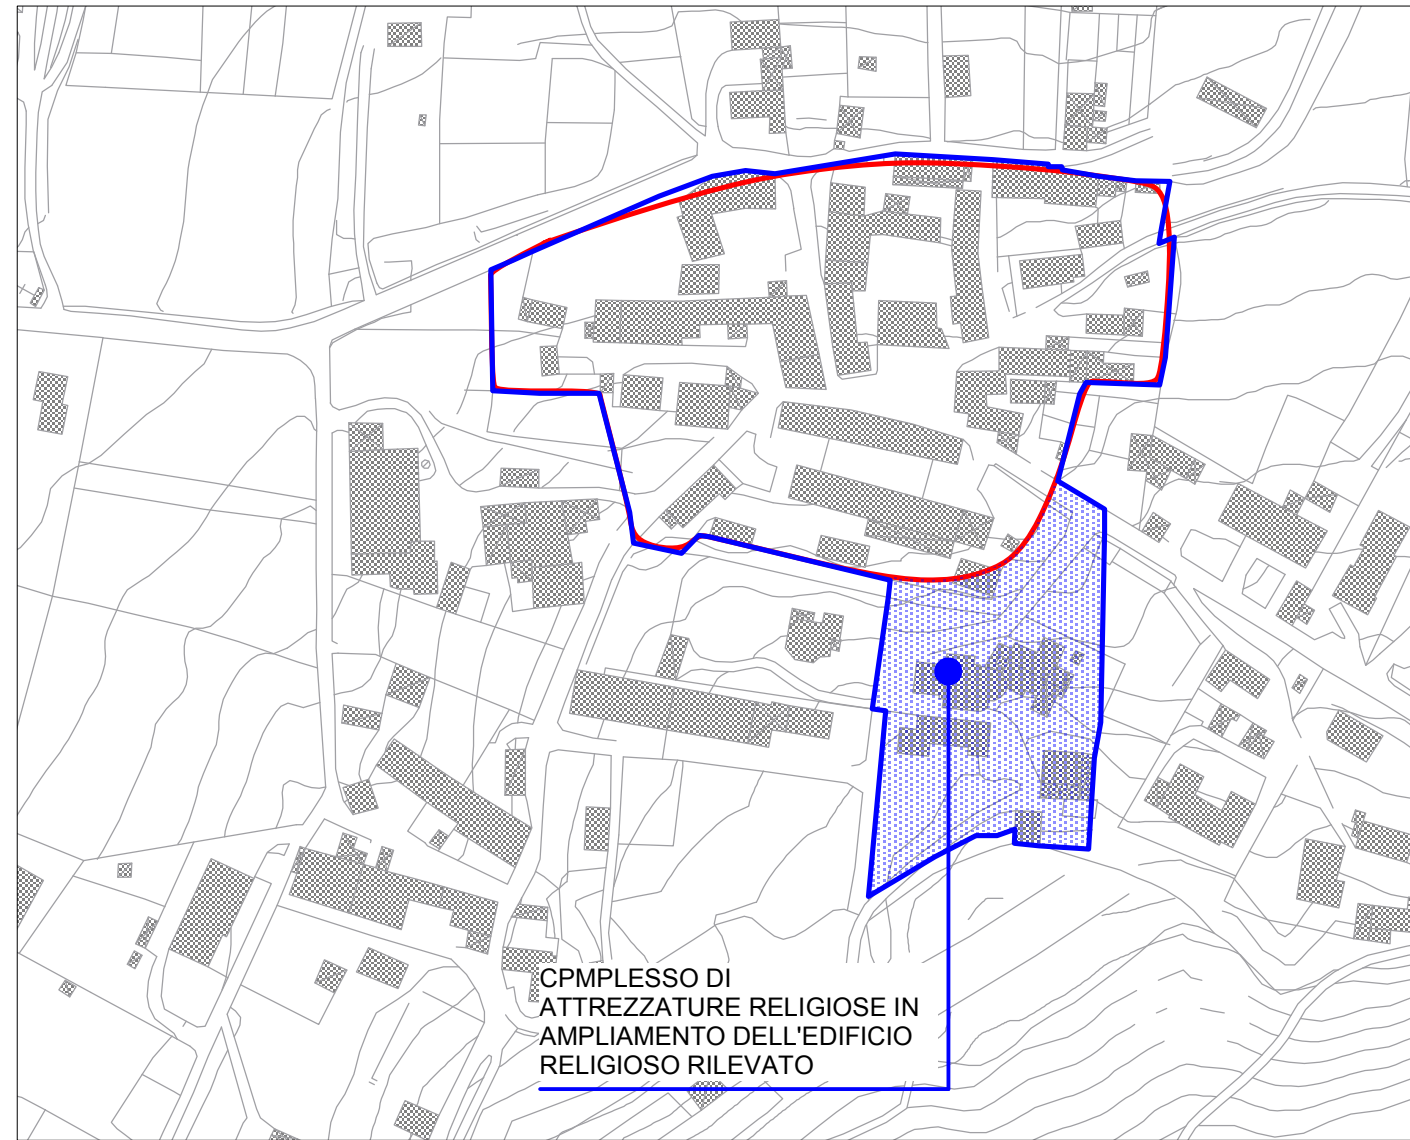 CPMPLESSO DI
ATTREZZATURE RELIGIOSE IN
AMPLIAMENTO DELL'EDIFICIO
RELIGIOSO RILEVATO